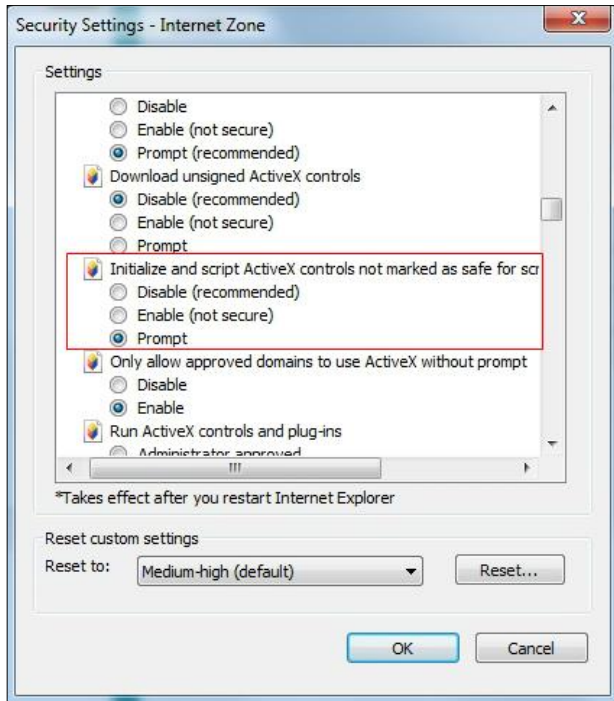 Security Settings - Internet Zone
Settings
Disable
Enable (not secure)
Prompt (recommended)
Download unsigned ActiveX controls
Disable (recommended)
Enable (not secure)
Prompt
Initialize and script ActiveX controls not marked as safe for scr
Disable (recommended)
Enable (not secure)
Prompt
Only allow approved domains to use ActiveX without prompt
Disable
Enable
Run ActiveX controls and plug-ins
Administrator approved
*Takes effect after you restart Internet Explorer
Reset custom settings
Reset to: Medium-high (default) Reset...
OK Cancel